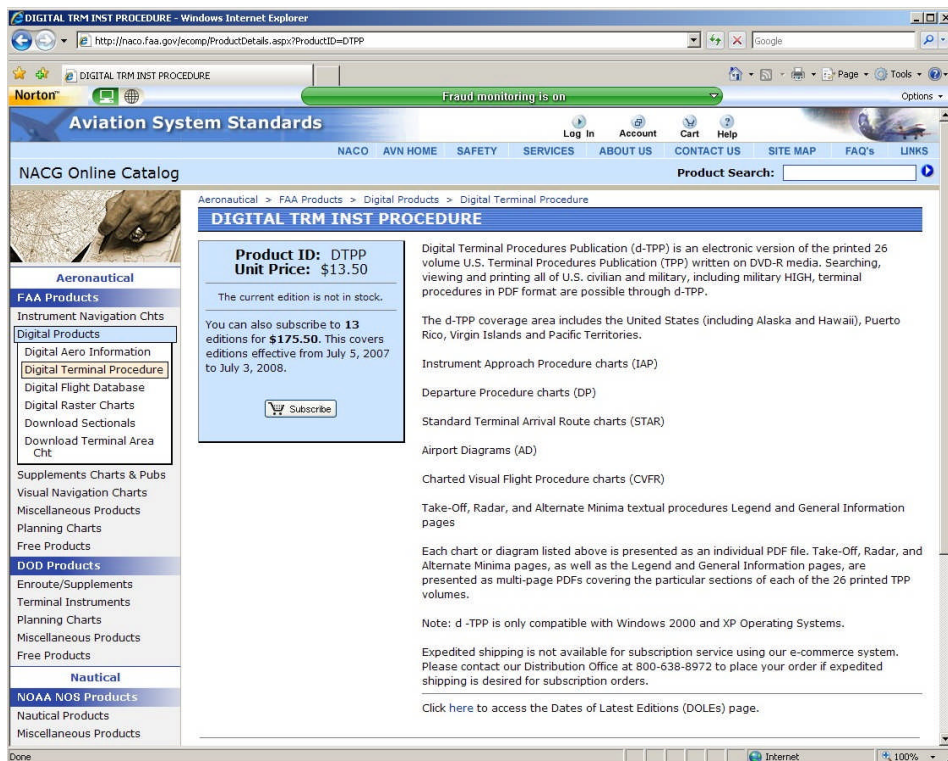 DIGITAL TRM INST PROCEDURE - Windows Internet Explorer
http://naco.faa.gov/ecomp/ProductDetails.aspx?ProductID=DTPP
Google
DIGITAL TRM INST PROCEDURE
Page
Tools
Norton
Fraud monitoring is on
Options
Aviation System Standards
Log In
Account
Cart
Help
NACO AVN HOME SAFETY SERVICES ABOUT US CONTACT US SITE MAP FAQ's LINKS
NACG Online Catalog
Product Search:
Aeronautical > FAA Products > Digital Products > Digital Terminal Procedure
DIGITAL TRM INST PROCEDURE
Aeronautical
FAA Products
Instrument Navigation Chts
Digital Products
Digital Aero Information
Digital Terminal Procedure
Digital Flight Database
Digital Raster Charts
Download Sectionals
Download Terminal Area
Cht
Supplements Charts & Pubs
Visual Navigation Charts
Miscellaneous Products
Planning Charts
Free Products
DOD Products
Enroute/Supplements
Terminal Instruments
Planning Charts
Miscellaneous Products
Free Products
Nautical
NOAA NOS Products
Nautical Products
Miscellaneous Products
Product ID: DTPP
Unit Price: $13.50
The current edition is not in stock.
You can also subscribe to 13
editions for $175.50. This covers
editions effective from July 5, 2007
to July 3, 2008.
Subscribe
Digital Terminal Procedures Publication (d-TPP) is an electronic version of the printed 26
volume U.S. Terminal Procedures Publication (TPP) written on DVD-R media. Searching,
viewing and printing all of U.S. civilian and military, including military HIGH, terminal
procedures in PDF format are possible through d-TPP.
The d-TPP coverage area includes the United States (including Alaska and Hawaii), Puerto
Rico, Virgin Islands and Pacific Territories.
Instrument Approach Procedure charts (IAP)
Departure Procedure charts (DP)
Standard Terminal Arrival Route charts (STAR)
Airport Diagrams (AD)
Charted Visual Flight Procedure charts (CVFR)
Take-Off, Radar, and Alternate Minima textual procedures Legend and General Information
pages
Each chart or diagram listed above is presented as an individual PDF file. Take-Off, Radar, and
Alternate Minima pages, as well as the Legend and General Information pages, are
presented as multi-page PDFs covering the particular sections of each of the 26 printed TPP
volumes.
Note: d -TPP is only compatible with Windows 2000 and XP Operating Systems.
Expedited shipping is not available for subscription service using our e-commerce system.
Please contact our Distribution Office at 800-638-8972 to place your order if expedited
shipping is desired for subscription orders.
Click here to access the Dates of Latest Editions (DOLEs) page.
Done
Internet
100%